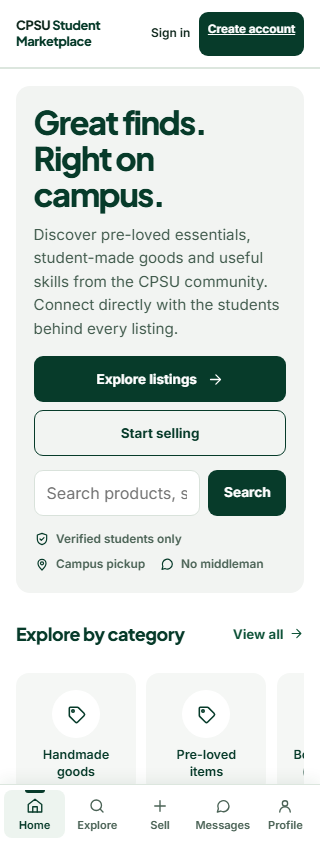 CPSU Student
Marketplace
Sign in
Create account
Great finds.
Right on
campus.
Discover pre-loved essentials,
student-made goods and useful
skills from the CPSU community.
Connect directly with the students
behind every listing.
Explore listings →
Start selling
Search products, s
Search
Verified students only
Campus pickup
No middleman
Explore by category
View all →
Handmade
goods
Pre-loved
items
Home
Explore
Sell
Messages
Profile